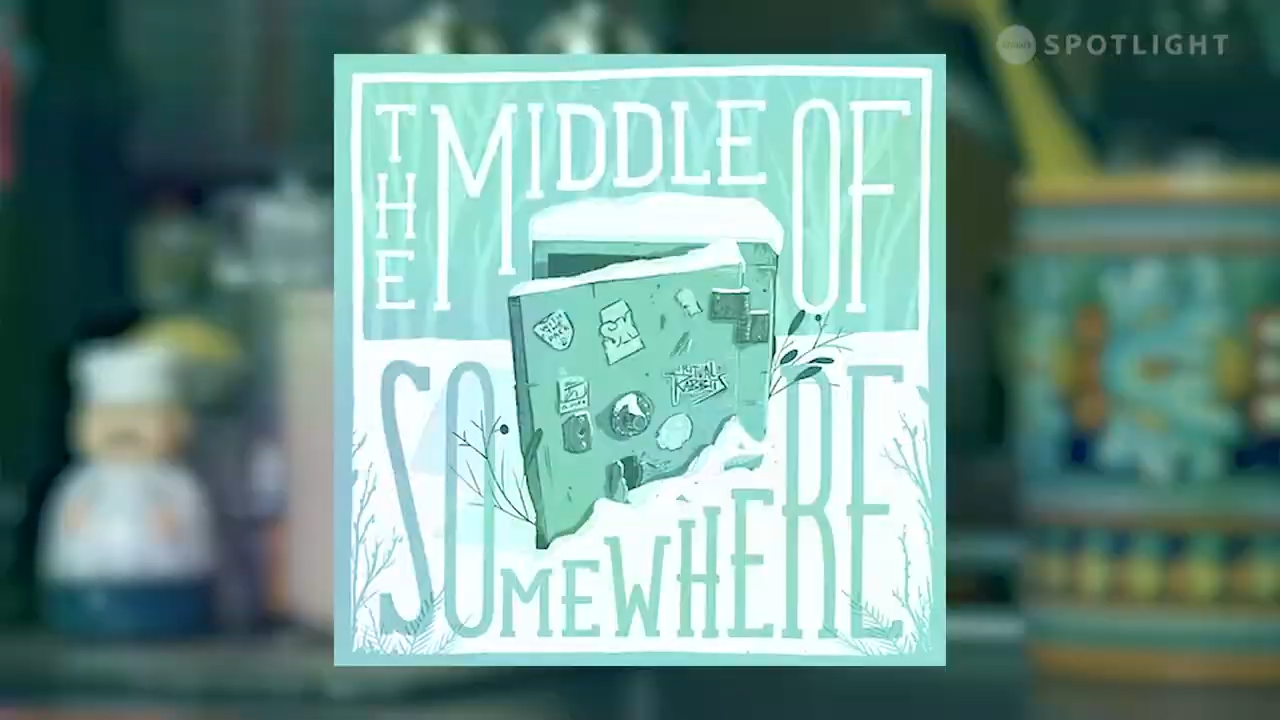 SPOTLIGHT
THE MIDDLE OF
SOMEWHERE
RITUAL
RABBITS